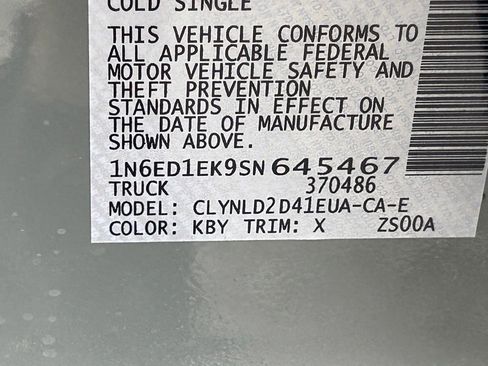 COLD SINGLE
THIS VEHICLE CONFORMS TO
ALL APPLICABLE FEDERAL
MOTOR VEHICLE SAFETY AND
THEFT PREVENTION
STANDARDS IN EFFECT ON
THE DATE OF MANUFACTURE
SHOWN ABOVE.
1N6ED1EK9SN645467
TRUCK 370486
MODEL: CLYNLD2D41EUA-CA-E
COLOR: KBY TRIM: X ZS00A